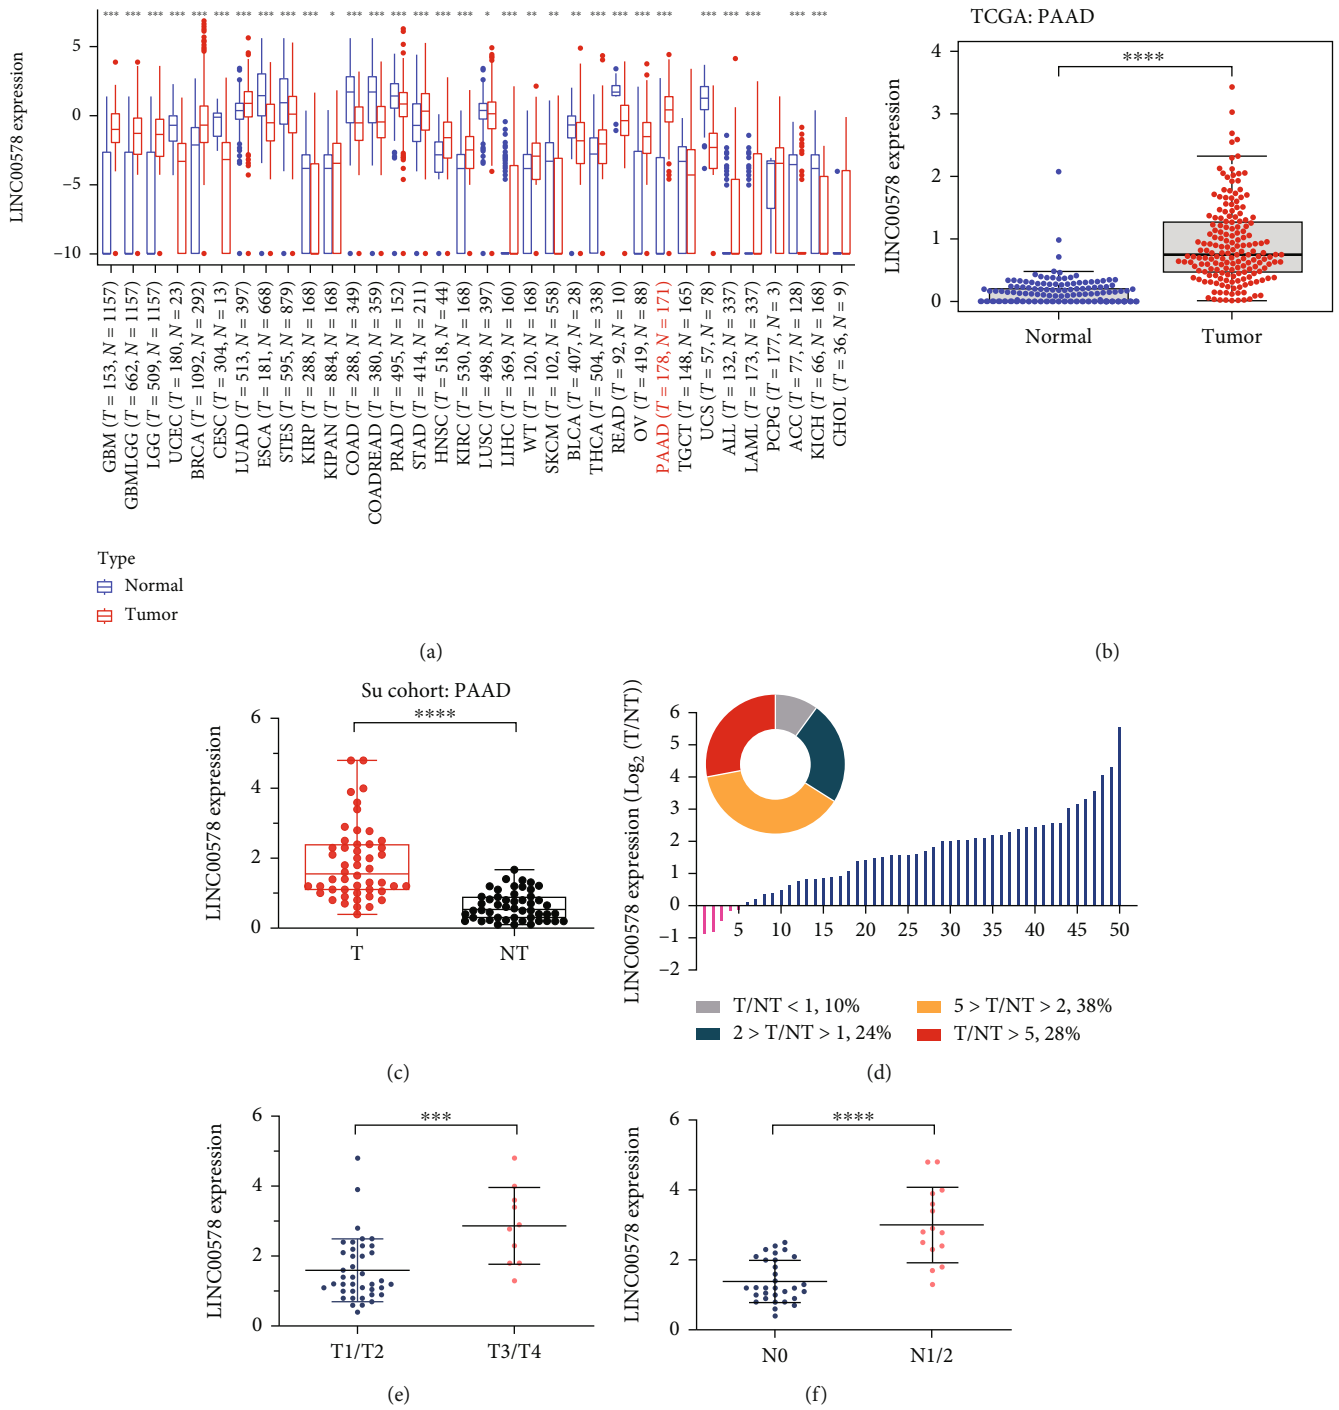 *** *** *** *** *** *** *** *** *** *** * *** *** *** *** *** *** * *** ** ** *** *** *** *** *** *** *** *** *** *** ***
LINC00578 expression
5
0
−5
−10
GBM (T = 153, N = 1157)
GBMLGG (T = 662, N = 1157)
LGG (T = 509, N = 1157)
UCEC (T = 180, N = 23)
BRCA (T = 1092, N = 292)
CESC (T = 304, N = 13)
LUAD (T = 513, N = 397)
ESCA (T = 181, N = 668)
STES (T = 595, N = 879)
KIRP (T = 288, N = 168)
KIPAN (T = 884, N = 168)
COAD (T = 288, N = 349)
COADREAD (T = 380, N = 359)
PRAD (T = 495, N = 152)
STAD (T = 414, N = 211)
HNSC (T = 518, N = 44)
KIRC (T = 530, N = 168)
LUSC (T = 498, N = 397)
LIHC (T = 369, N = 160)
WT (T = 120, N = 168)
SKCM (T = 102, N = 558)
BLCA (T = 407, N = 28)
THCA (T = 504, N = 338)
READ (T = 92, N = 10)
OV (T = 419, N = 88)
PAAD (T = 178, N = 171)
TGCT (T = 148, N = 165)
UCS (T = 57, N = 78)
ALL (T = 132, N = 337)
LAML (T = 173, N = 337)
PCPG (T = 177, N = 3)
ACC (T = 77, N = 128)
KCH (T = 66, N = 168)
CHOL (T = 36, N = 9)
Type
Normal
Tumor
(a)
TCGA: PAAD
****
LINC00578 expression
4
3
2
1
0
Normal Tumor
(b)
Su cohort: PAAD
****
LINC00578 expression
6
4
2
0
T NT
(c)
LINC00578 expression (Log2 (T/NT))
6
5
4
3
2
1
0
−1
−2
5 10 15 20 25 30 35 40 45 50
T/NT < 1, 10%
2 > T/NT > 1, 24%
5 > T/NT > 2, 38%
T/NT > 5, 28%
(d)
***
LINC00578 expression
6
4
2
0
T1/T2 T3/T4
(e)
****
LINC00578 expression
6
4
2
0
N0 N1/2
(f)